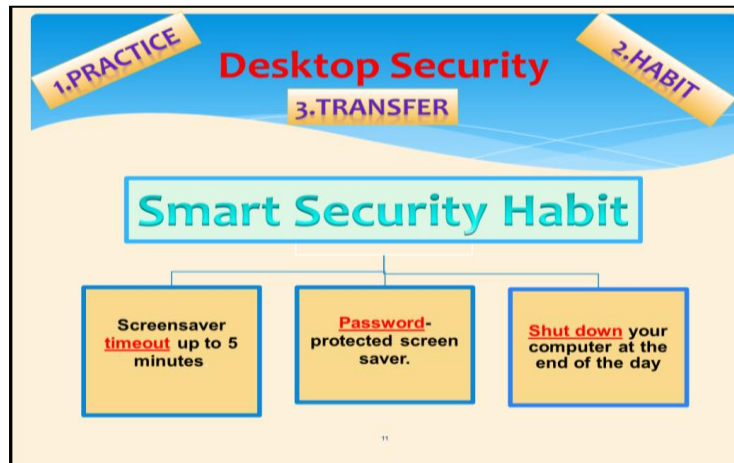 1.PRACTICE
Desktop Security
2.HABIT
3.TRANSFER
Smart Security Habit
Screensaver
timeout up to 5
minutes
Password-
protected screen
saver.
Shut down your
computer at the
end of the day
11